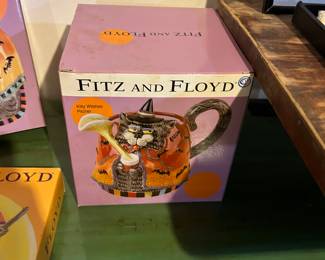 FITZ AND FLOYD
FITZ AND FLOYD
Kitty Witches
Pitcher
LOYD